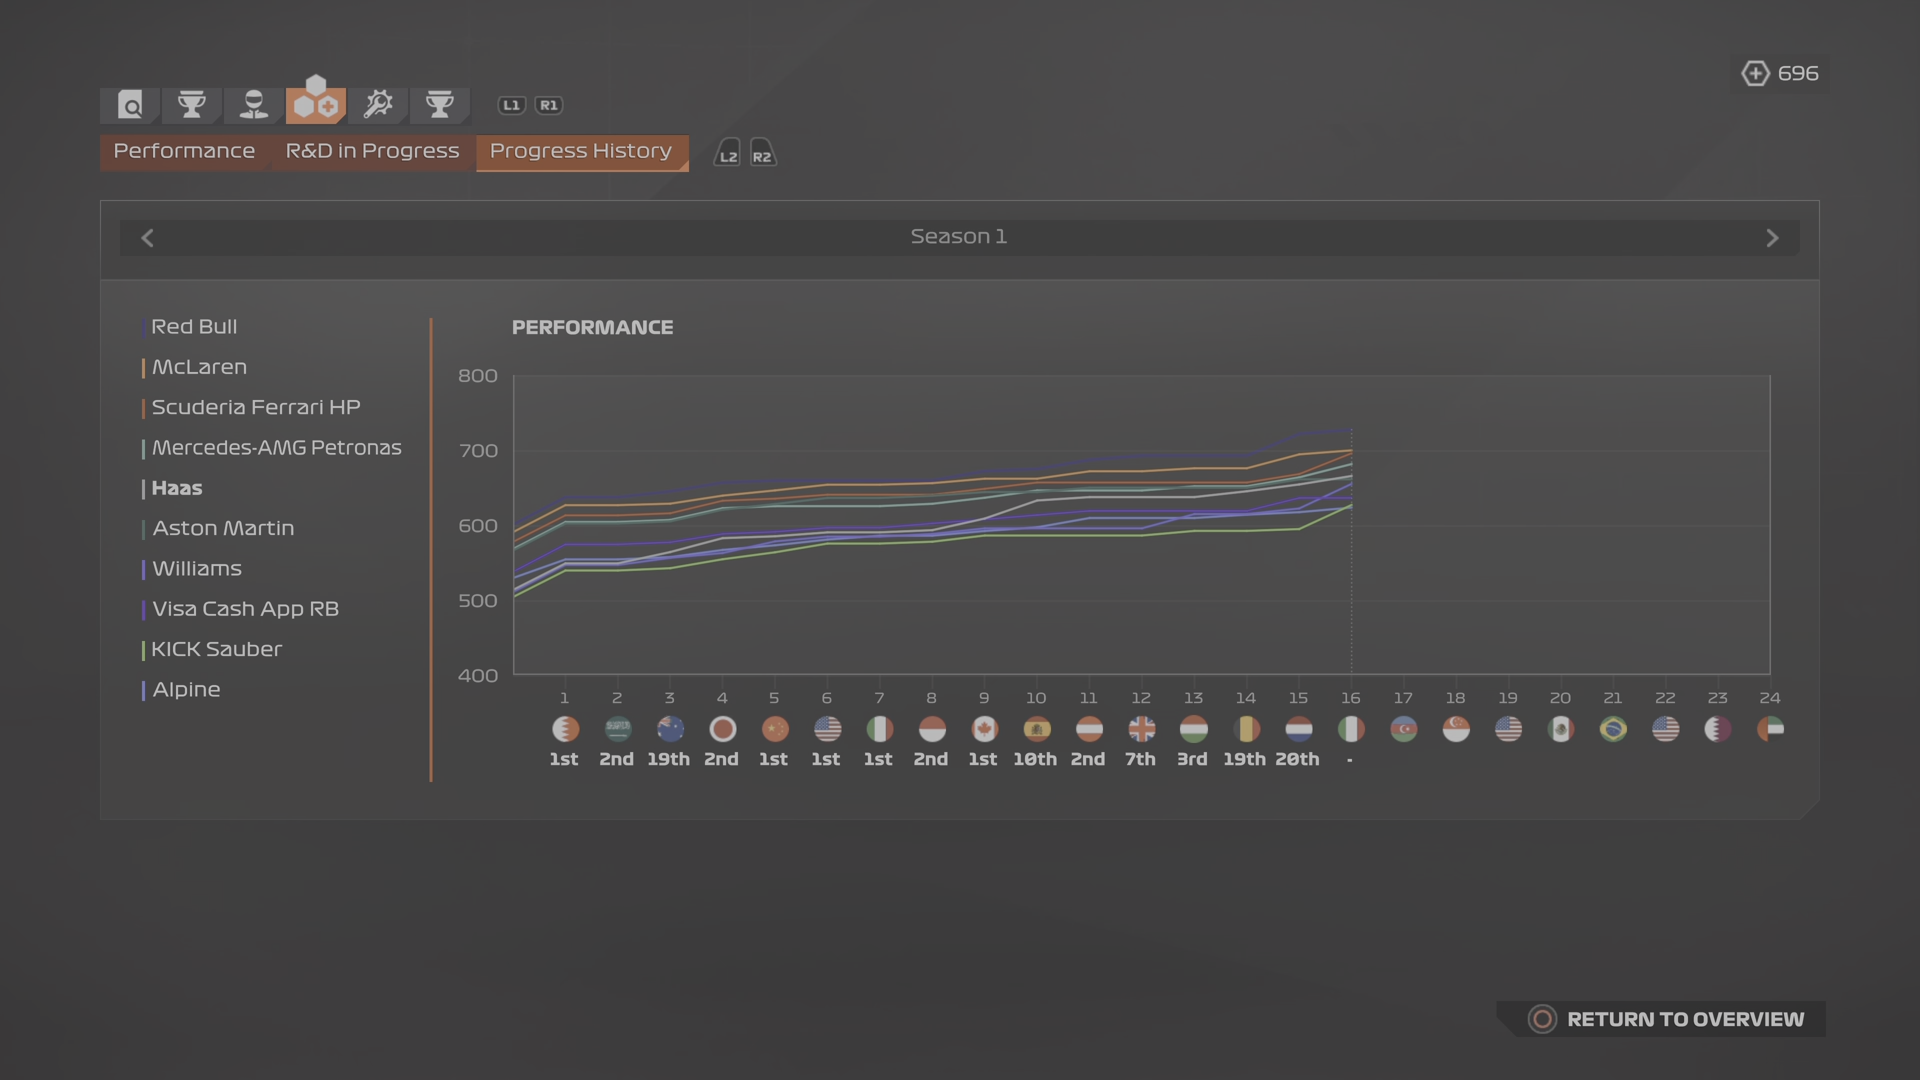 696
L1 R1
Performance R&D in Progress Progress History L2 R2
Season 1
Red Bull
McLaren
Scuderia Ferrari HP
Mercedes-AMG Petronas
Haas
Aston Martin
Williams
Visa Cash App RB
KICK Sauber
Alpine
PERFORMANCE
800
700
600
500
400
1 2 3 4 5 6 7 8 9 10 11 12 13 14 15 16 17 18 19 20 21 22 23 24
1st 2nd 19th 2nd 1st 1st 1st 2nd 1st 10th 2nd 7th 3rd 19th 20th -
RETURN TO OVERVIEW